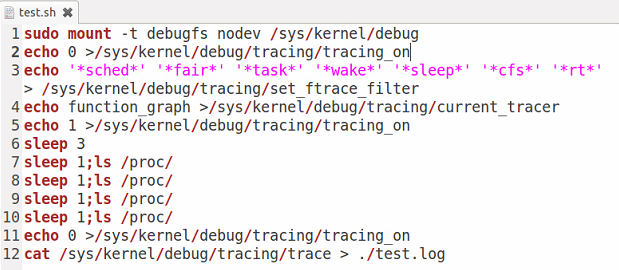 test.sh
1 sudo mount -t debugfs nodev /sys/kernel/debug
2 echo 0 >/sys/kernel/debug/tracing/tracing_on
3 echo '*sched*' '*fair*' '*task*' '*wake*' '*sleep*' '*cfs*' '*rt*'
> /sys/kernel/debug/tracing/set_ftrace_filter
4 echo function_graph >/sys/kernel/debug/tracing/current_tracer
5 echo 1 >/sys/kernel/debug/tracing/tracing_on
6 sleep 3
7 sleep 1;ls /proc/
8 sleep 1;ls /proc/
9 sleep 1;ls /proc/
10 sleep 1;ls /proc/
11 echo 0 >/sys/kernel/debug/tracing/tracing_on
12 cat /sys/kernel/debug/tracing/trace > ./test.log